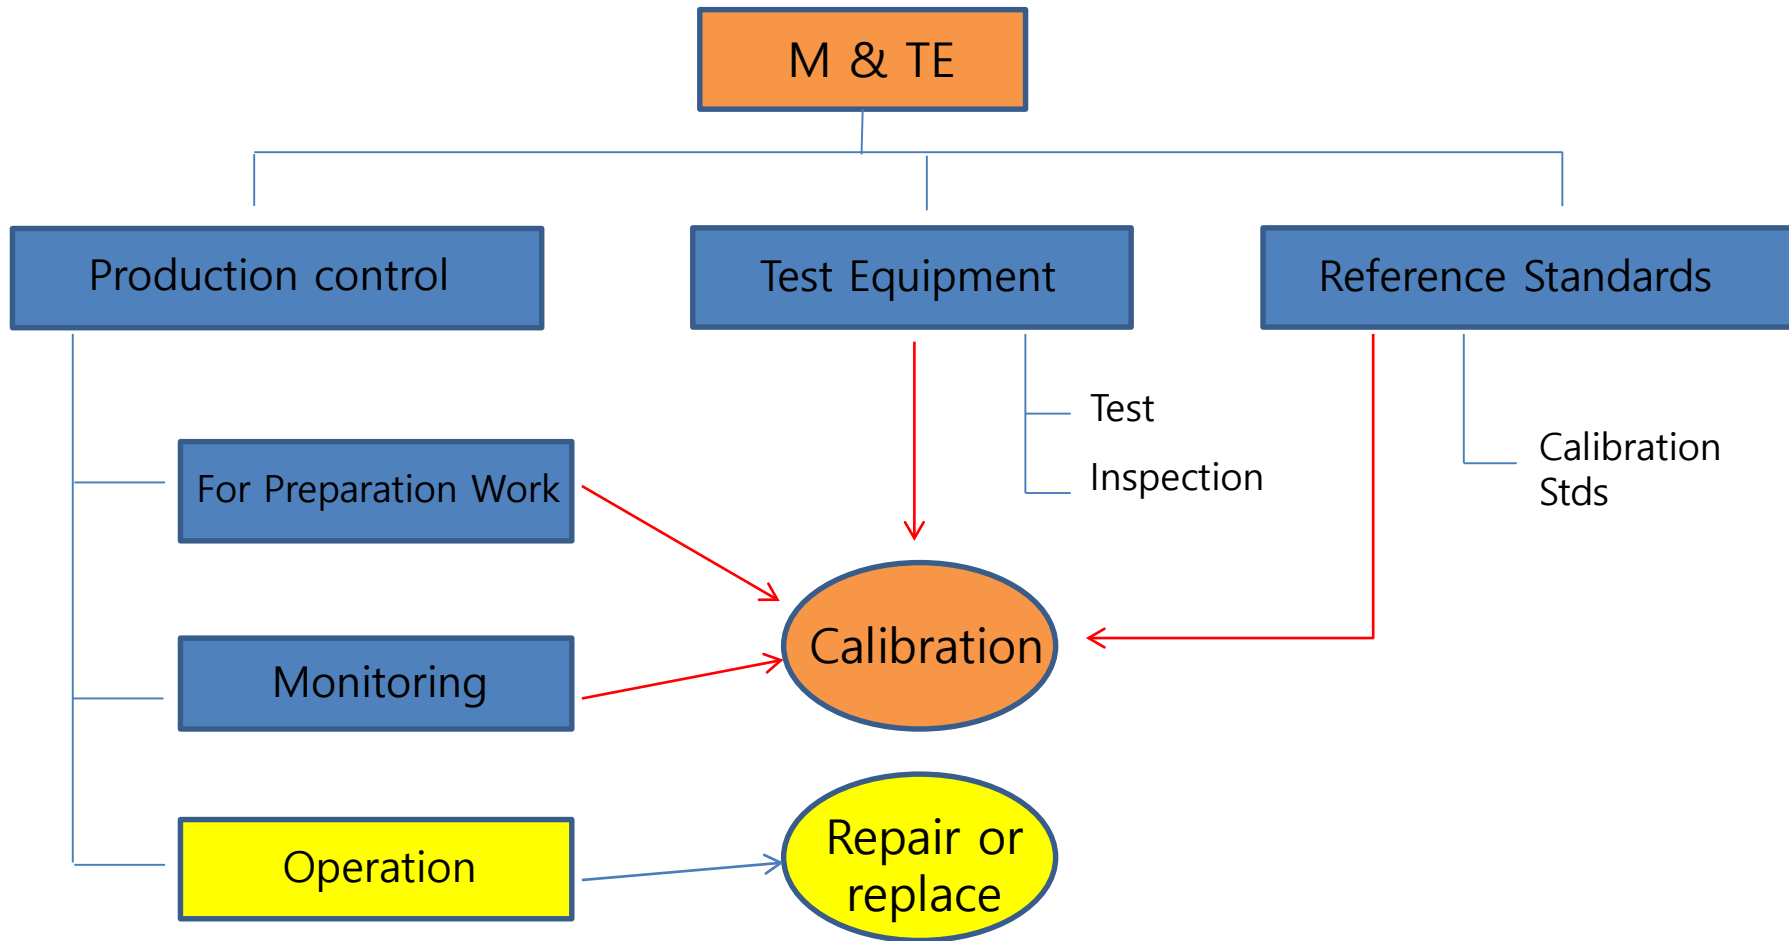 M & TE
Production control
Test Equipment
Reference Standards
Test
Inspection
Calibration
Stds
For Preparation Work
Monitoring
Calibration
Operation
Repair or
replace